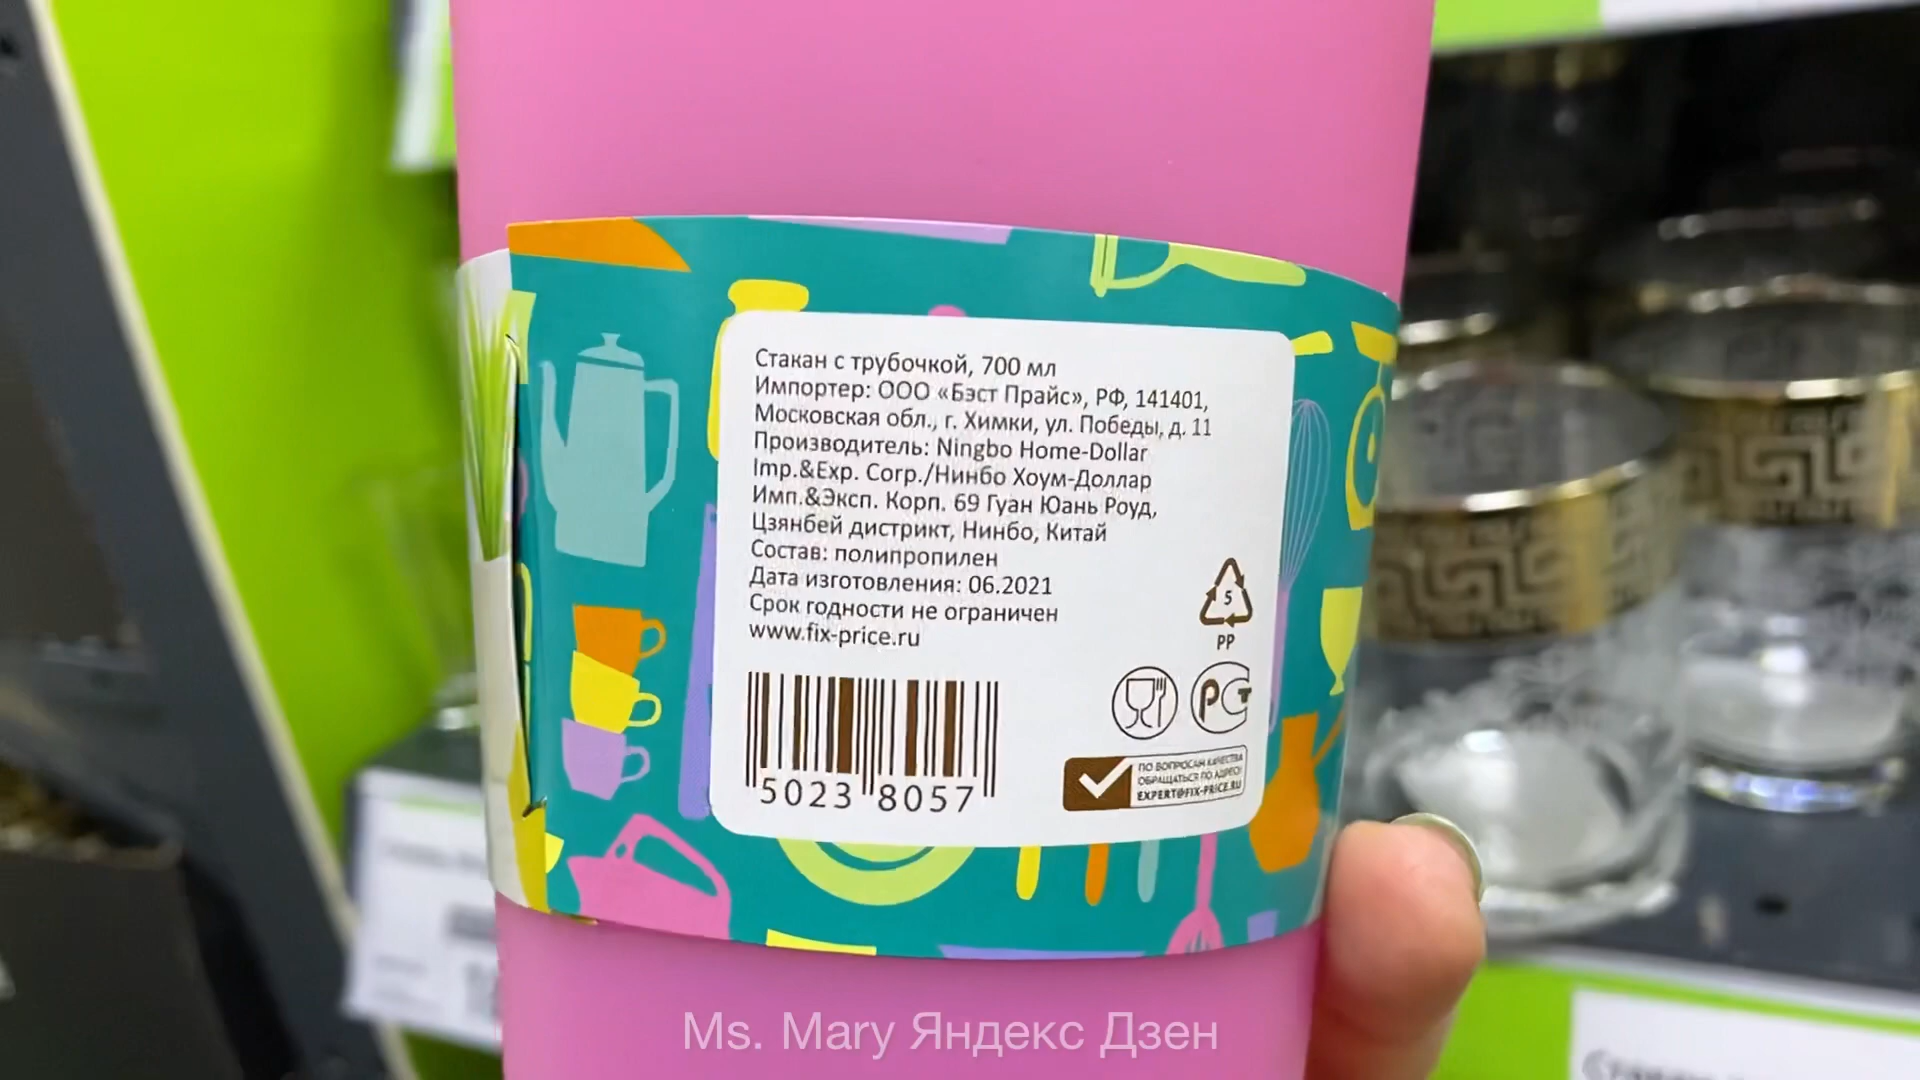 Стакан с трубочкой, 700 мл
Импортер: ООО «Бэст Прайс», РФ, 141401,
Московская обл., г. Химки, ул. Победы, д. 11
Производитель: Ningbo Home-Dollar
Imp.&Exp. Corp./Нинбо Хоум-Доллар
Имп.&Эксп. Корп. 69 Гуан Юань Роуд,
Цзянбей дистрикт, Нинбо, Китай
Состав: полипропилен
Дата изготовления: 06.2021
Срок годности не ограничен
www.fix-price.ru
5
PP
РСТ
ПО ВОПРОСАМ КАЧЕСТВА
ОБРАЩАТЬСЯ ПО АДРЕСУ:
EXPERT@FIX-PRICE.RU
5023 8057
Ms. Mary Яндекс Дзен